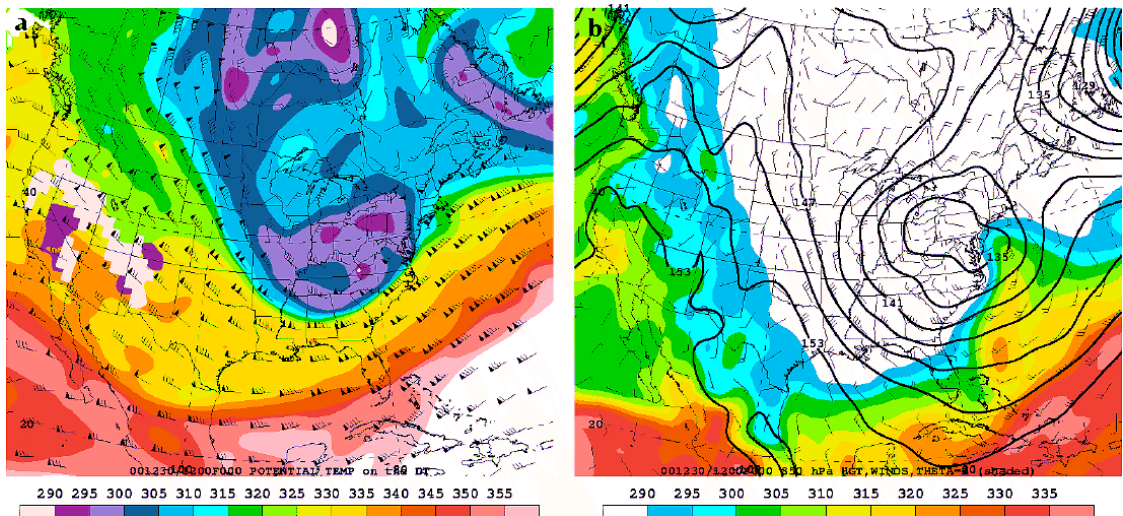 a.
40
20
001230/1200F000 POTENTIAL TEMP on the DT
290 295 300 305 310 315 320 325 330 335 340 345 350 355
b.
141
135
129
40
147
153
135
141
153
20
001230/1200F000 850 hPa HGT,WINDS,THETA-E (shaded)
290 295 300 305 310 315 320 325 330 335